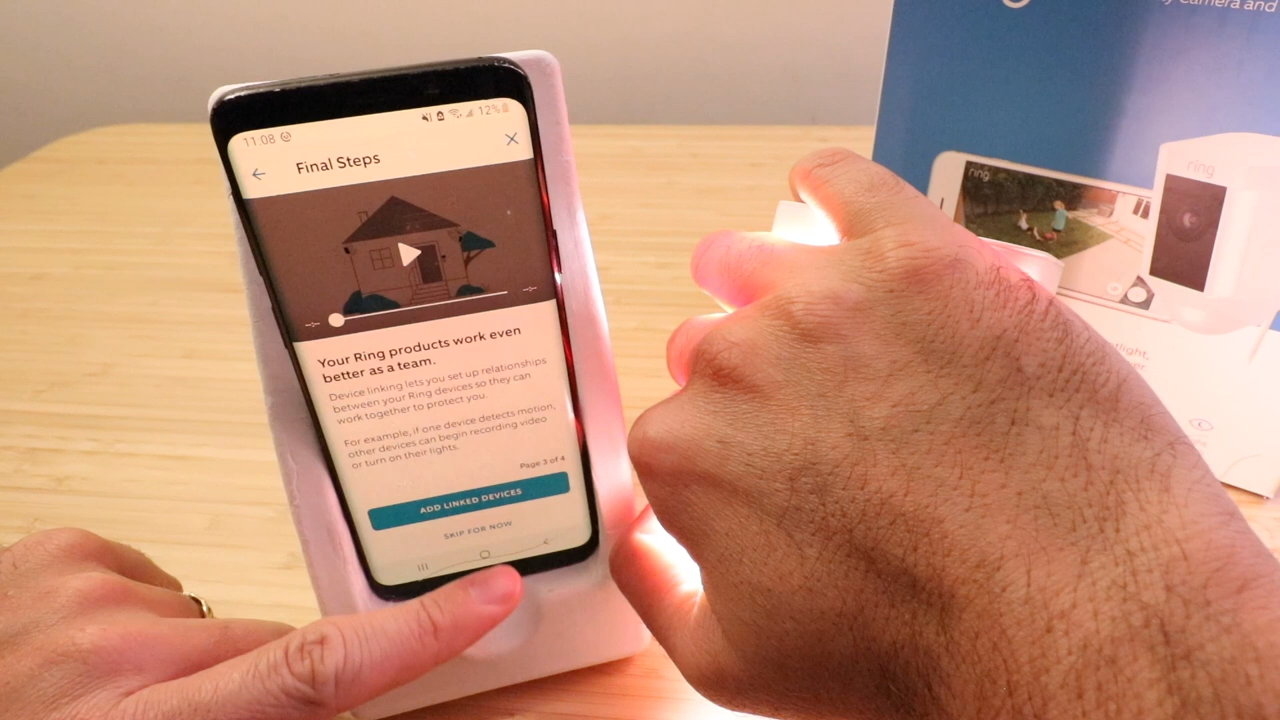 y Camera and
11:08
12%
Final Steps
Your Ring products work even
better as a team.
Device linking lets you set up relationships
between your Ring devices so they can
work together to protect you.
For example, if one device detects motion,
other devices can begin recording video
or turn on their lights.
Page 3 of 4
ADD LINKED DEVICES
SKIP FOR NOW
ring
ring